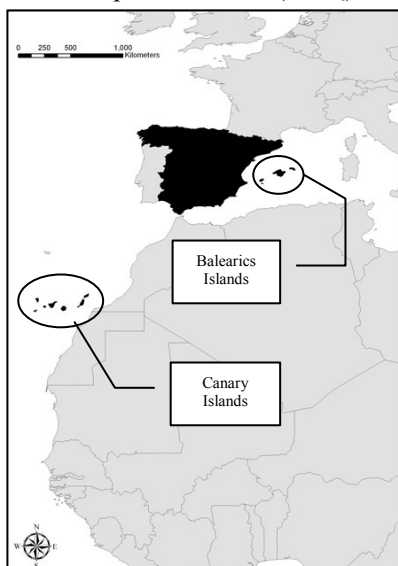 0 250 500 1,000
Kilometers
Balearics
Islands
Canary
Islands
N
W E
S